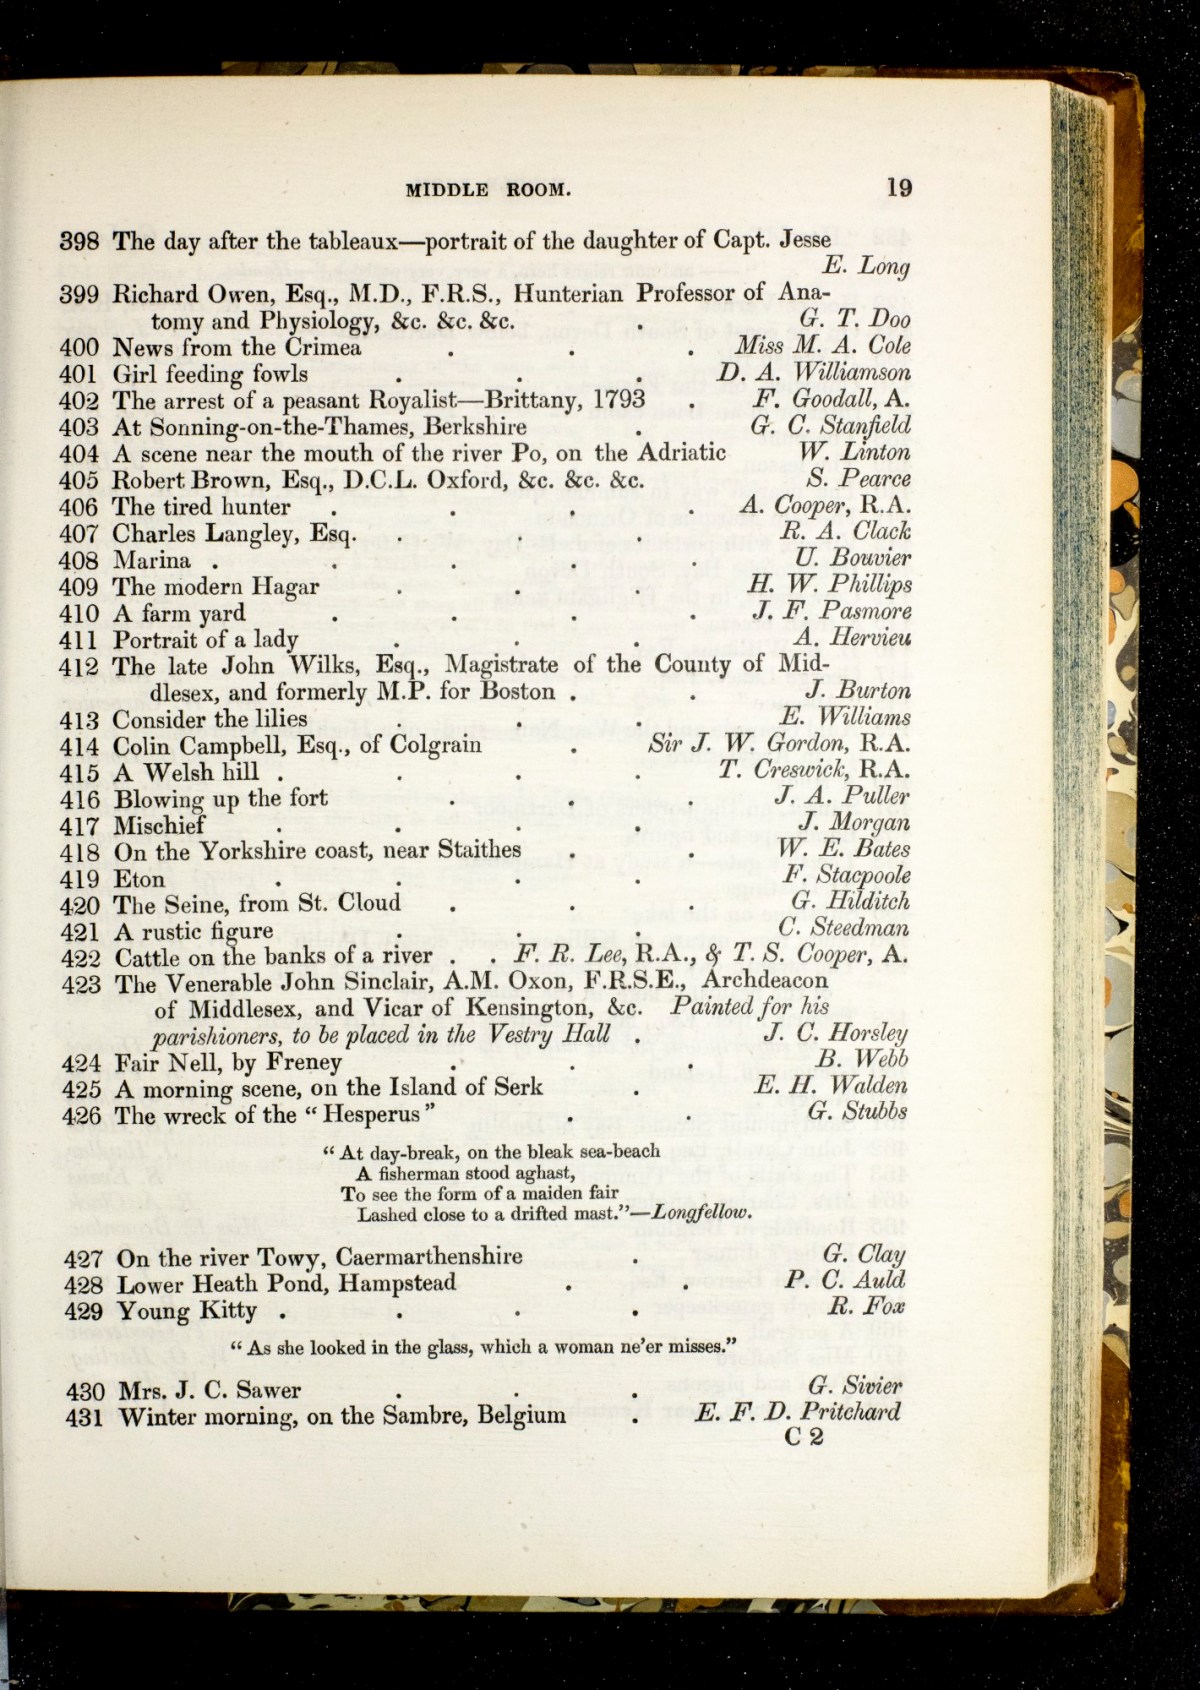 MIDDLE ROOM. 19
398 The day after the tableaux—portrait of the daughter of Capt. Jesse
E. Long
399 Richard Owen, Esq., M.D., F.R.S., Hunterian Professor of Ana-
tomy and Physiology, &c. &c. &c. . G. T. Doo
400 News from the Crimea . . . Miss M. A. Cole
401 Girl feeding fowls . . . D. A. Williamson
402 The arrest of a peasant Royalist—Brittany, 1793 . F. Goodall, A.
403 At Sonning-on-the-Thames, Berkshire . G. C. Stanfield
404 A scene near the mouth of the river Po, on the Adriatic W. Linton
405 Robert Brown, Esq., D.C.L. Oxford, &c. &c. &c. S. Pearce
406 The tired hunter . . . . A. Cooper, R.A.
407 Charles Langley, Esq. . . . R. A. Clack
408 Marina . . . . . U. Bouvier
409 The modern Hagar . . . H. W. Phillips
410 A farm yard . . . . J. F. Pasmore
411 Portrait of a lady . . . A. Hervieu
412 The late John Wilks, Esq., Magistrate of the County of Mid-
dlesex, and formerly M.P. for Boston . . J. Burton
413 Consider the lilies . . . E. Williams
414 Colin Campbell, Esq., of Colgrain . Sir J. W. Gordon, R.A.
415 A Welsh hill . . . . T. Creswick, R.A.
416 Blowing up the fort . . . J. A. Puller
417 Mischief . . . . J. Morgan
418 On the Yorkshire coast, near Staithes . . W. E. Bates
419 Eton . . . . F. Stacpoole
420 The Seine, from St. Cloud . . . G. Hilditch
421 A rustic figure . . . C. Steedman
422 Cattle on the banks of a river . . F. R. Lee, R.A., & T. S. Cooper, A.
423 The Venerable John Sinclair, A.M. Oxon, F.R.S.E., Archdeacon
of Middlesex, and Vicar of Kensington, &c. Painted for his
parishioners, to be placed in the Vestry Hall . J. C. Horsley
424 Fair Nell, by Freney . . . B. Webb
425 A morning scene, on the Island of Serk . E. H. Walden
426 The wreck of the “Hesperus” . . G. Stubbs
“At day-break, on the bleak sea-beach
A fisherman stood aghast,
To see the form of a maiden fair
Lashed close to a drifted mast.”—Longfellow.
427 On the river Towy, Caermarthenshire . G. Clay
428 Lower Heath Pond, Hampstead . . P. C. Auld
429 Young Kitty . . . . R. Fox
“As she looked in the glass, which a woman ne'er misses.”
430 Mrs. J. C. Sawer . . . G. Sivier
431 Winter morning, on the Sambre, Belgium . E. F. D. Pritchard
C 2